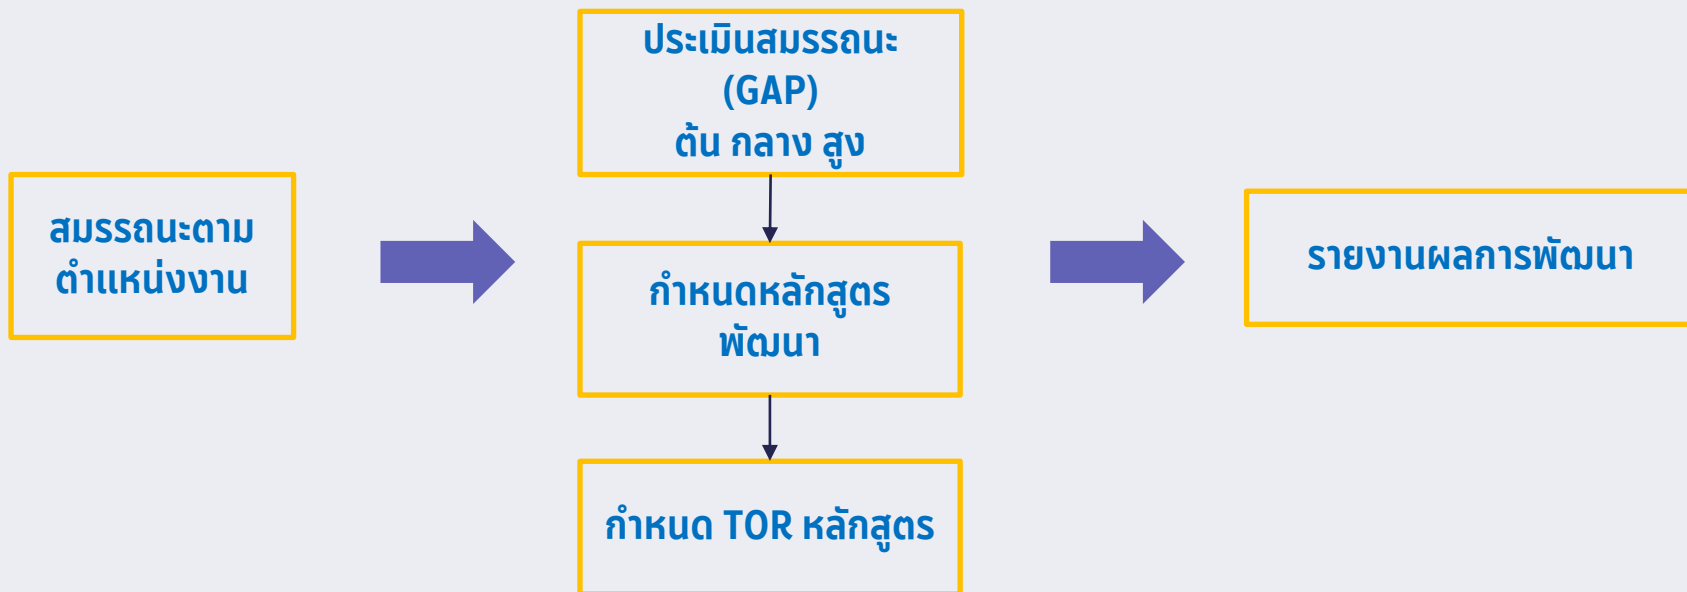 สมรรถนะตาม
ตำแหน่งงาน
ประเมินสมรรถนะ
(GAP)
ต้น กลาง สูง
กำหนดหลักสูตร
พัฒนา
กำหนด TOR หลักสูตร
รายงานผลการพัฒนา